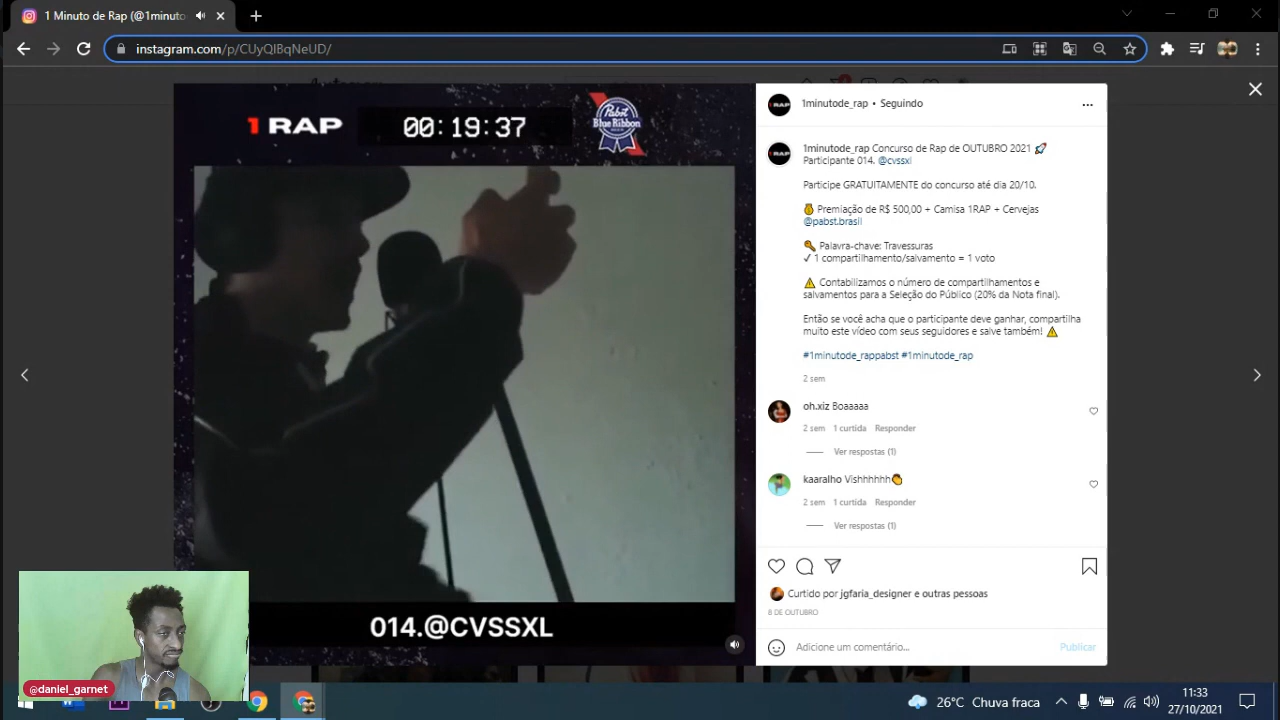 1 Minuto de Rap (@1minuto
instagram.com/p/CUyQlBqNeUD/
1 RAP
00:19:37
Pabst
Blue Ribbon
014.@CVSSXL
1minutode_rap • Seguindo
1minutode_rap Concurso de Rap de OUTUBRO 2021 🚀
Participante 014. @cvssxl
Participe GRATUITAMENTE do concurso até dia 20/10.
🏅 Premiação de R$ 500,00 + Camisa 1RAP + Cervejas
@pabst.brasil
🔑 Palavra-chave: Travessuras
✓ 1 compartilhamento/salvamento = 1 voto
⚠️ Contabilizamos o número de compartilhamentos e
salvamentos para a Seleção do Público (20% da Nota final).
Então se você acha que o participante deve ganhar, compartilha
muito este vídeo com seus seguidores e salve também! ⚠️
#1minutode_rappabst #1minutode_rap
2 sem
oh.xiz Boaaaaa
2 sem 1 curtida Responder
Ver respostas (1)
kaaralho Vishhhhhh👏
2 sem 1 curtida Responder
Ver respostas (1)
Curtido por jgfaria_designer e outras pessoas
8 DE OUTUBRO
Adicione um comentário...
Publicar
@daniel_garnet
26°C Chuva fraca
11:33
27/10/2021